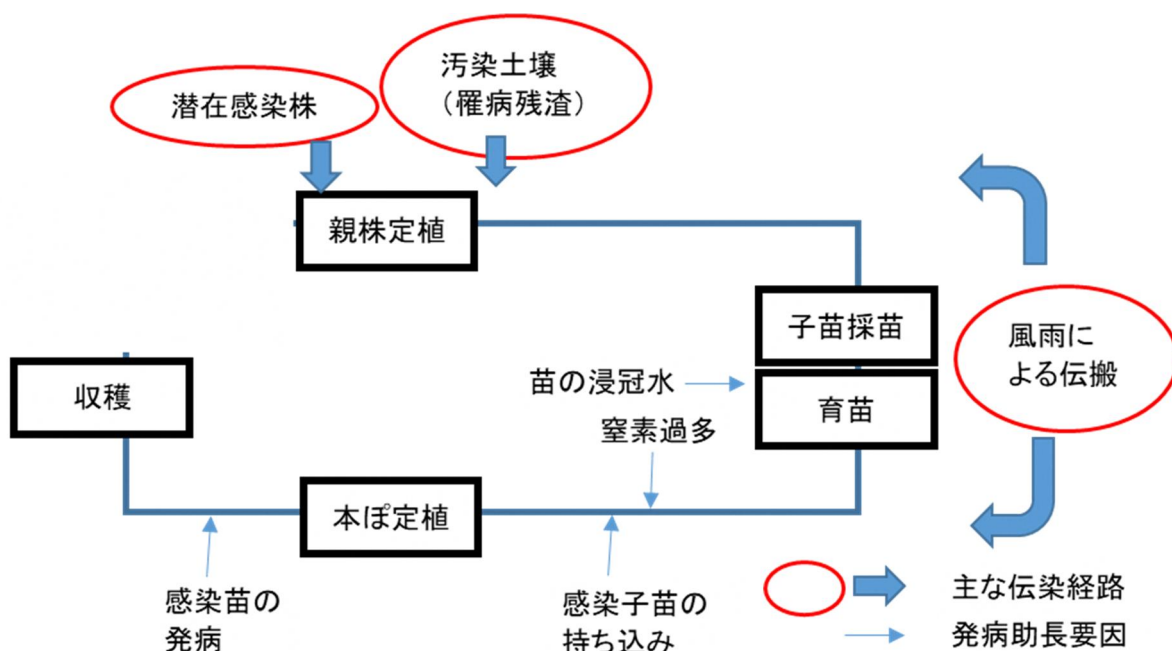 潜在感染株
汚染土壌
（罹病残渣）
親株定植
子苗採苗
風雨に
よる伝搬
苗の浸冠水
育苗
収穫
窒素過多
本ぽ定植
感染苗の
発病
感染子苗の
持ち込み
主な伝染経路
発病助長要因